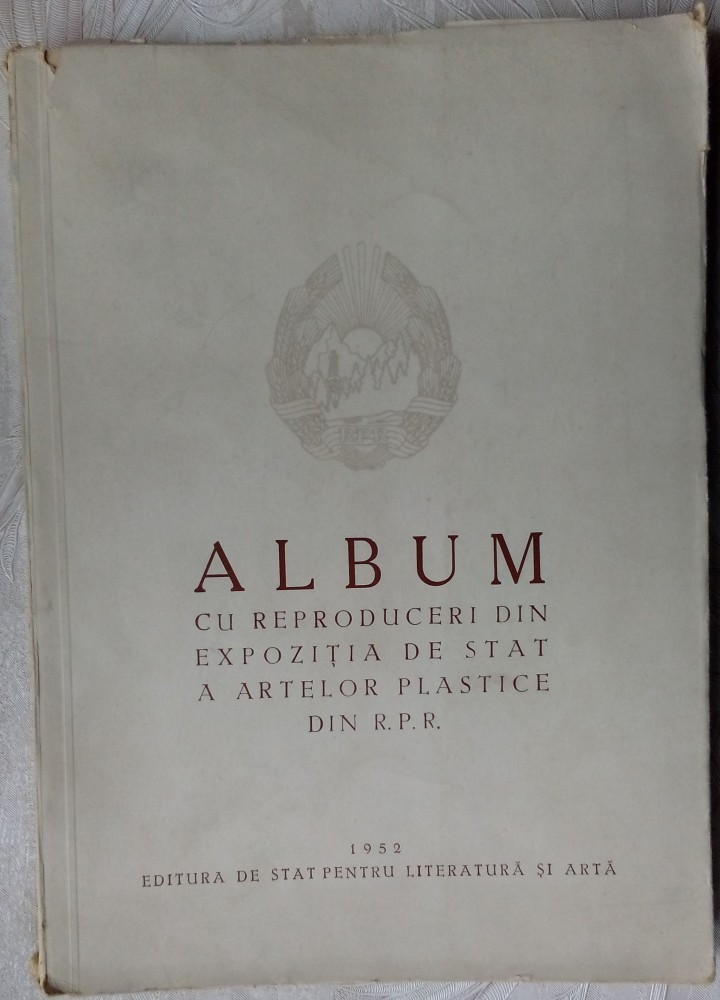 ALBUM
CU REPRODUCERI DIN
EXPOZIȚIA DE STAT
A ARTELOR PLASTICE
DIN R.P.R.
1952
EDITURA DE STAT PENTRU LITERATURĂ ȘI ARTĂ